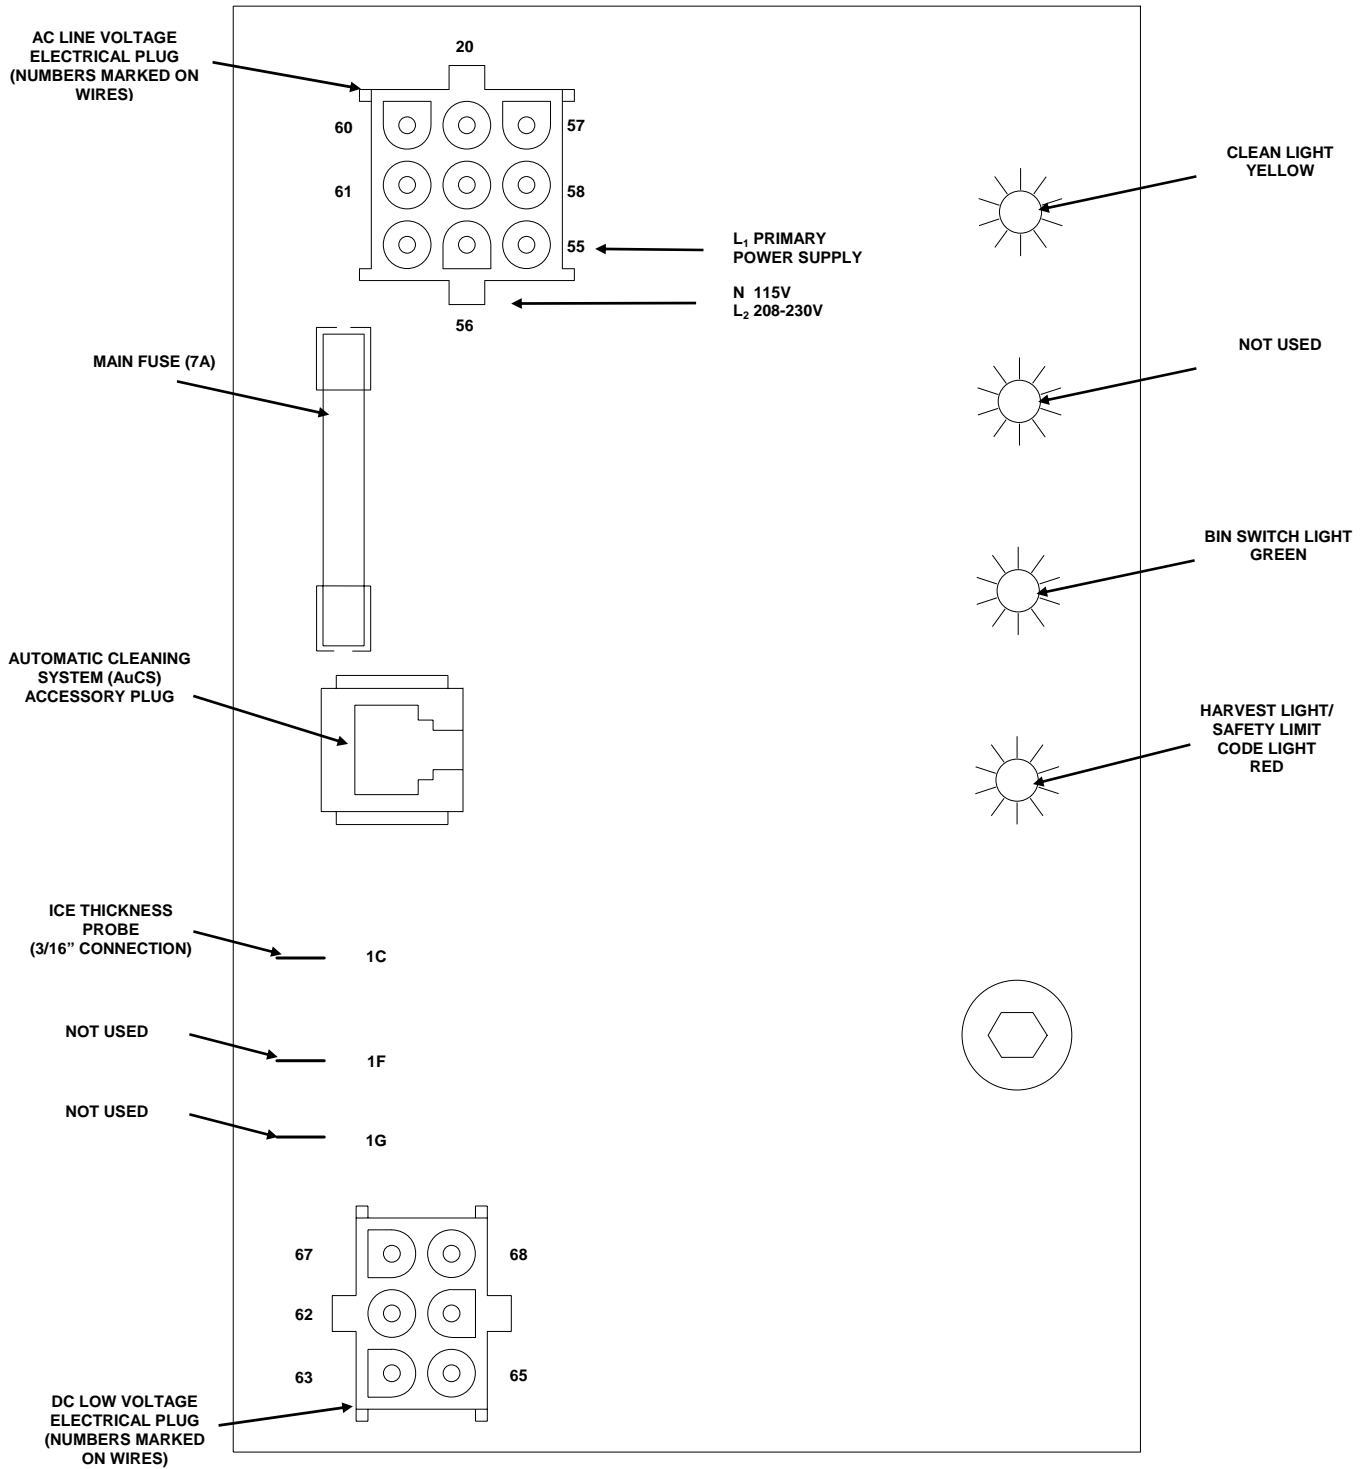 AC LINE VOLTAGE
ELECTRICAL PLUG
(NUMBERS MARKED ON
WIRES)
20
60
57
61
58
55
56
L₁ PRIMARY
POWER SUPPLY
N 115V
L₂ 208-230V
CLEAN LIGHT
YELLOW
NOT USED
MAIN FUSE (7A)
BIN SWITCH LIGHT
GREEN
AUTOMATIC CLEANING
SYSTEM (AuCS)
ACCESSORY PLUG
HARVEST LIGHT/
SAFETY LIMIT
CODE LIGHT
RED
ICE THICKNESS
PROBE
(3/16” CONNECTION)
1C
NOT USED
1F
NOT USED
1G
67
68
62
63
65
DC LOW VOLTAGE
ELECTRICAL PLUG
(NUMBERS MARKED
ON WIRES)